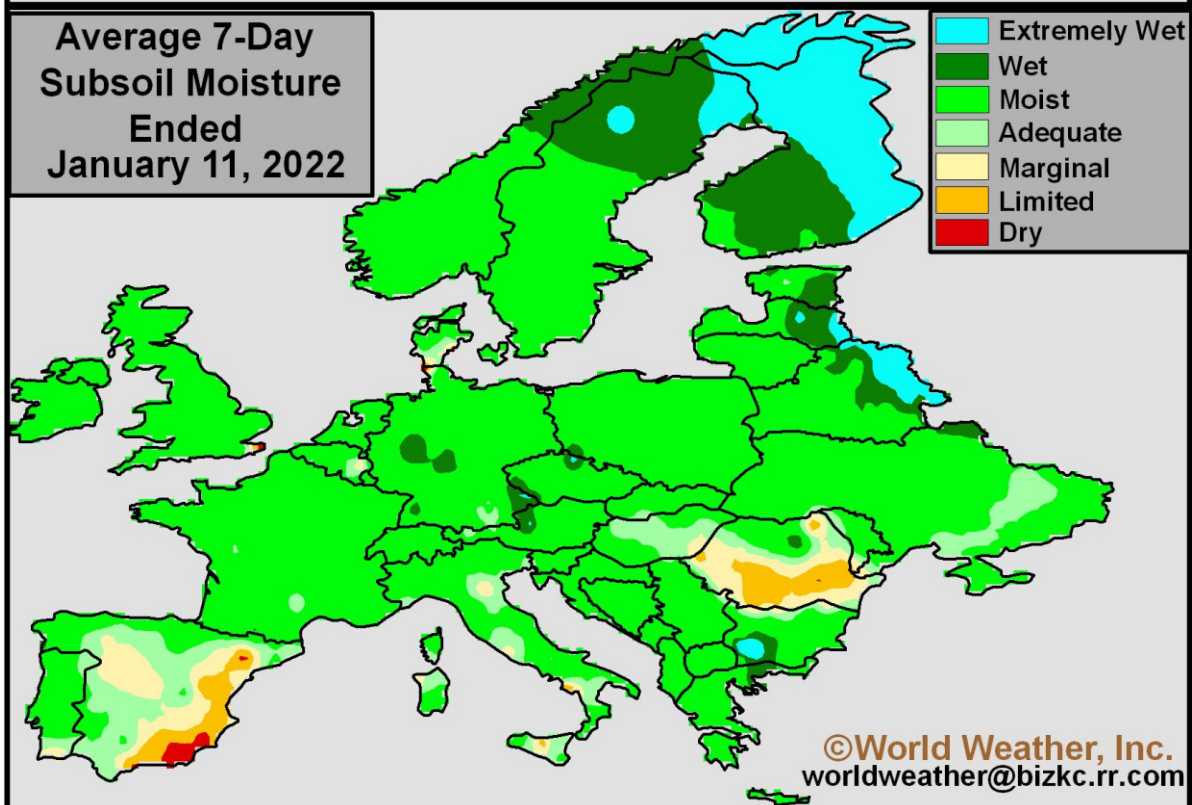 Average 7-Day
Subsoil Moisture
Ended
January 11, 2022
Extremely Wet
Wet
Moist
Adequate
Marginal
Limited
Dry
©World Weather, Inc.
worldweather@bizkc.rr.com